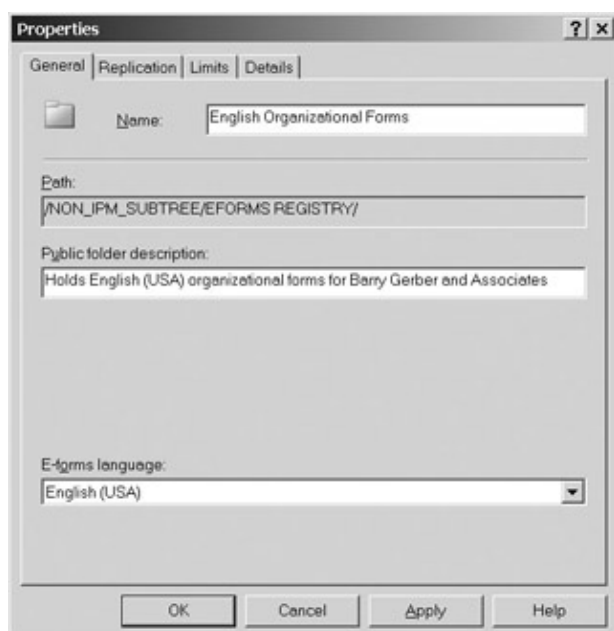 Properties
? ×
General Replication Limits Details
Name: English Organizational Forms
Path:
/NON_IPM_SUBTREE/EFORMS REGISTRY/
Public folder description:
Holds English (USA) organizational forms for Barry Gerber and Associates
E-forms language:
English (USA)
OK Cancel Apply Help